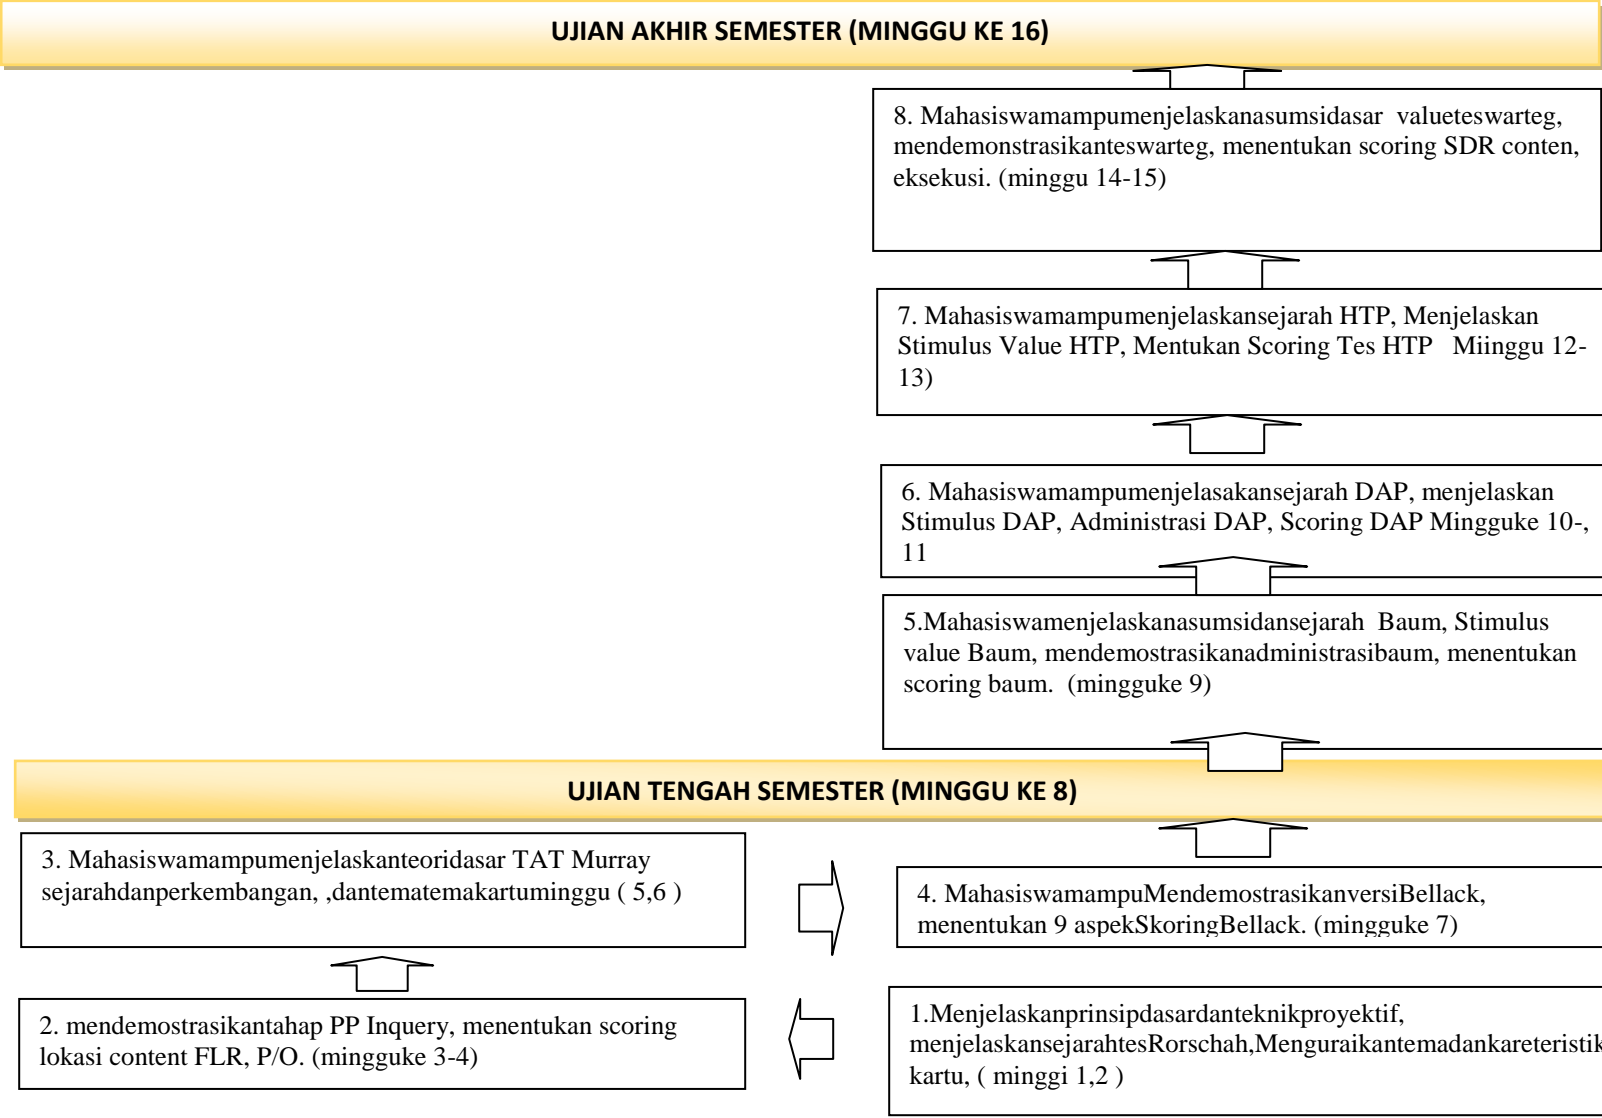 UJIAN AKHIR SEMESTER (MINGGU KE 16)
8. Mahasiswamampumenjelaskanasumsidasar  valueteswarteg,
mendemonstrasikanteswarteg, menentukan scoring SDR conten,
eksekusi. (minggu 14-15)
7. Mahasiswamampumenjelaskansejarah HTP, Menjelaskan
Stimulus Value HTP, Mentukan Scoring Tes HTP   Miinggu 12-
13)
6. Mahasiswamampumenjelasakansejarah DAP, menjelaskan
Stimulus DAP, Administrasi DAP, Scoring DAP Mingguke 10-,
11
5.Mahasiswamenjelaskanasumsidansejarah  Baum, Stimulus
value Baum, mendemostrasikanadministrasibaum, menentukan
scoring baum.  (mingguke 9)
UJIAN TENGAH SEMESTER (MINGGU KE 8)
3. Mahasiswamampumenjelaskanteoridasar TAT Murray
sejarahdanperkembangan, ,dantematemakartuminggu ( 5,6 )
4. MahasiswamampuMendemostrasikanversiBellack,
menentukan 9 aspekSkoringBellack. (mingguke 7)
2. mendemostrasikantahap PP Inquery, menentukan scoring
lokasi content FLR, P/O. (mingguke 3-4)
1.Menjelaskanprinsipdasardanteknikproyektif,
menjelaskansejarahtesRorschah,Menguraikantemadankareteristik
kartu, ( minggi 1,2 )